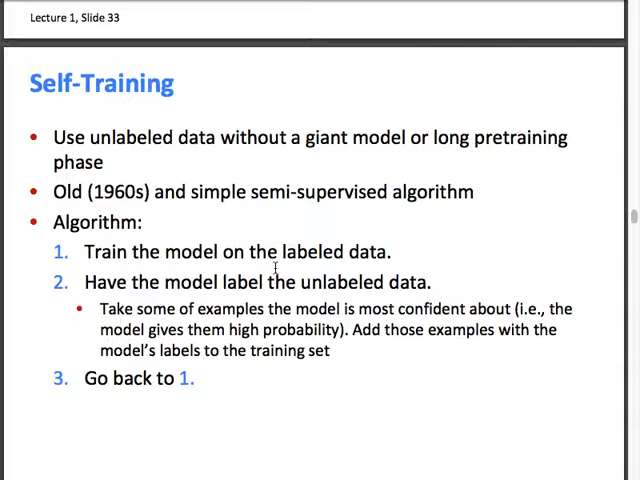 Lecture 1, Slide 33
Self-Training
• Use unlabeled data without a giant model or long pretraining
phase
• Old (1960s) and simple semi-supervised algorithm
• Algorithm:
1. Train the model on the labeled data.
2. Have the model label the unlabeled data.
• Take some of examples the model is most confident about (i.e., the
model gives them high probability). Add those examples with the
model's labels to the training set
3. Go back to 1.